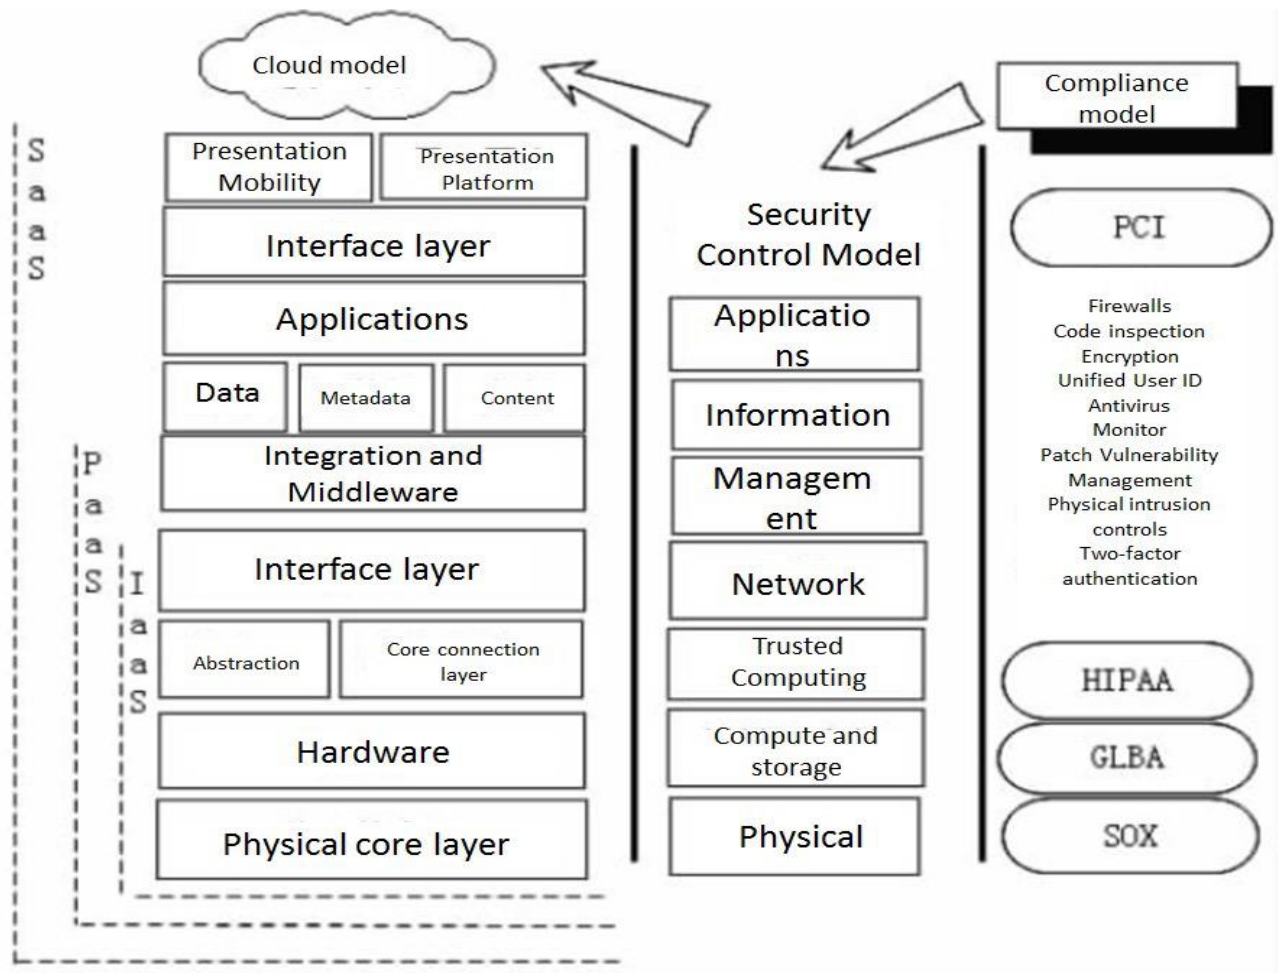 Cloud model
SaaS
Presentation
Mobility
Presentation
Platform
Interface layer
Applications
Data
Metadata
Content
PaaS
Integration and
Middleware
Interface layer
IaaS
Abstraction
Core connection
layer
Hardware
Physical core layer
Security
Control Model
Applicatio
ns
Information
Managem
ent
Network
Trusted
Computing
Compute and
storage
Physical
Compliance
model
PCI
Firewalls
Code inspection
Encryption
Unified User ID
Antivirus
Monitor
Patch Vulnerability
Management
Physical intrusion
controls
Two-factor
authentication
HIPAA
GLBA
SOX